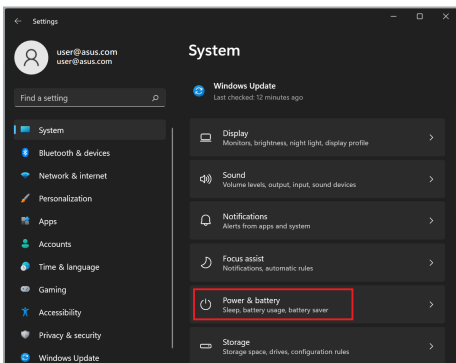 Settings
user@asus.com
user@asus.com
Find a setting
System
Bluetooth & devices
Network & internet
Personalization
Apps
Accounts
Time & language
Gaming
Accessibility
Privacy & security
Windows Update
System
Windows Update
Last checked: 12 minutes ago
Display
Monitors, brightness, night light, display profile
Sound
Volume levels, output, input, sound devices
Notifications
Alerts from apps and system
Focus assist
Notifications, automatic rules
Power & battery
Sleep, battery usage, battery saver
Storage
Storage space, drives, configuration rules